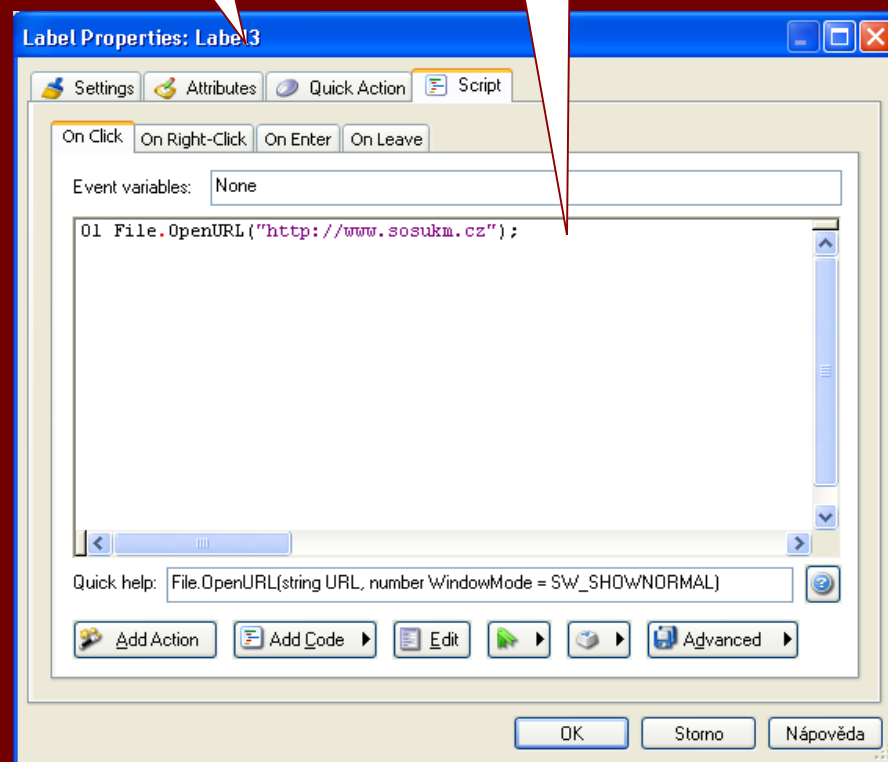 Label Properties: Label3
Settings Attributes Quick Action Script
On Click On Right-Click On Enter On Leave
Event variables: None
01 File.OpenURL("http://www.sosukm.cz");
Quick help: File.OpenURL(string URL, number WindowMode = SW_SHOWNORMAL)
Add Action Add Code Edit Advanced
OK Storno Nápověda